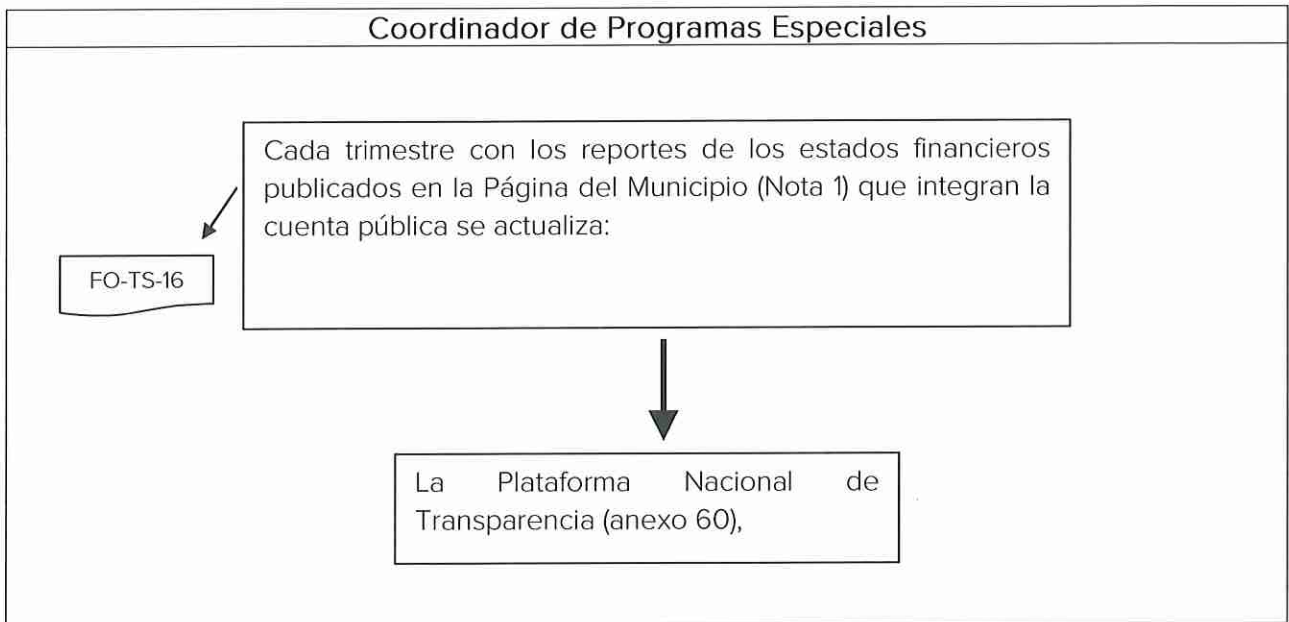 Coordinador de Programas Especiales
Cada trimestre con los reportes de los estados financieros
publicados en la Página del Municipio (Nota 1) que integran la
cuenta pública se actualiza:
FO-TS-16
La Plataforma Nacional de
Transparencia (anexo 60),